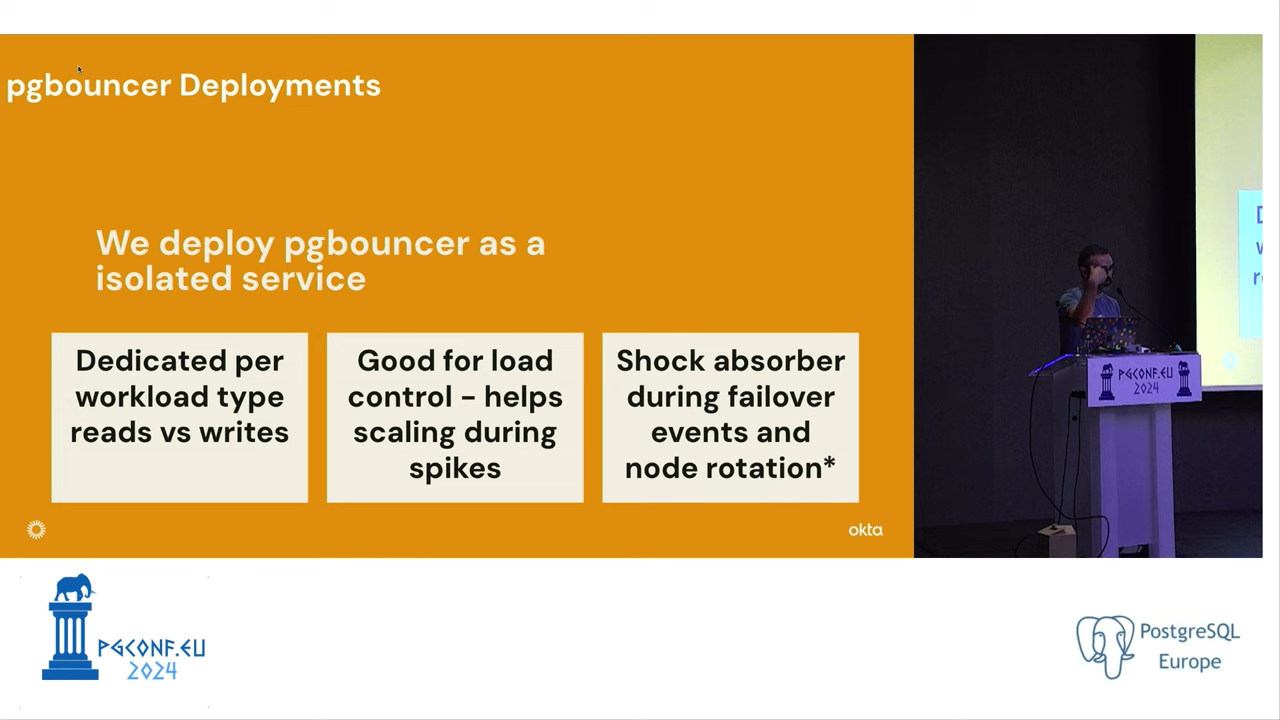 pgbouncer Deployments
We deploy pgbouncer as a
isolated service
Dedicated per
workload type
reads vs writes
Good for load
control - helps
scaling during
spikes
Shock absorber
during failover
events and
node rotation*
okta
PGCONF.EU
2024
PGCONF.EU
2024
PostgreSQL
Europe